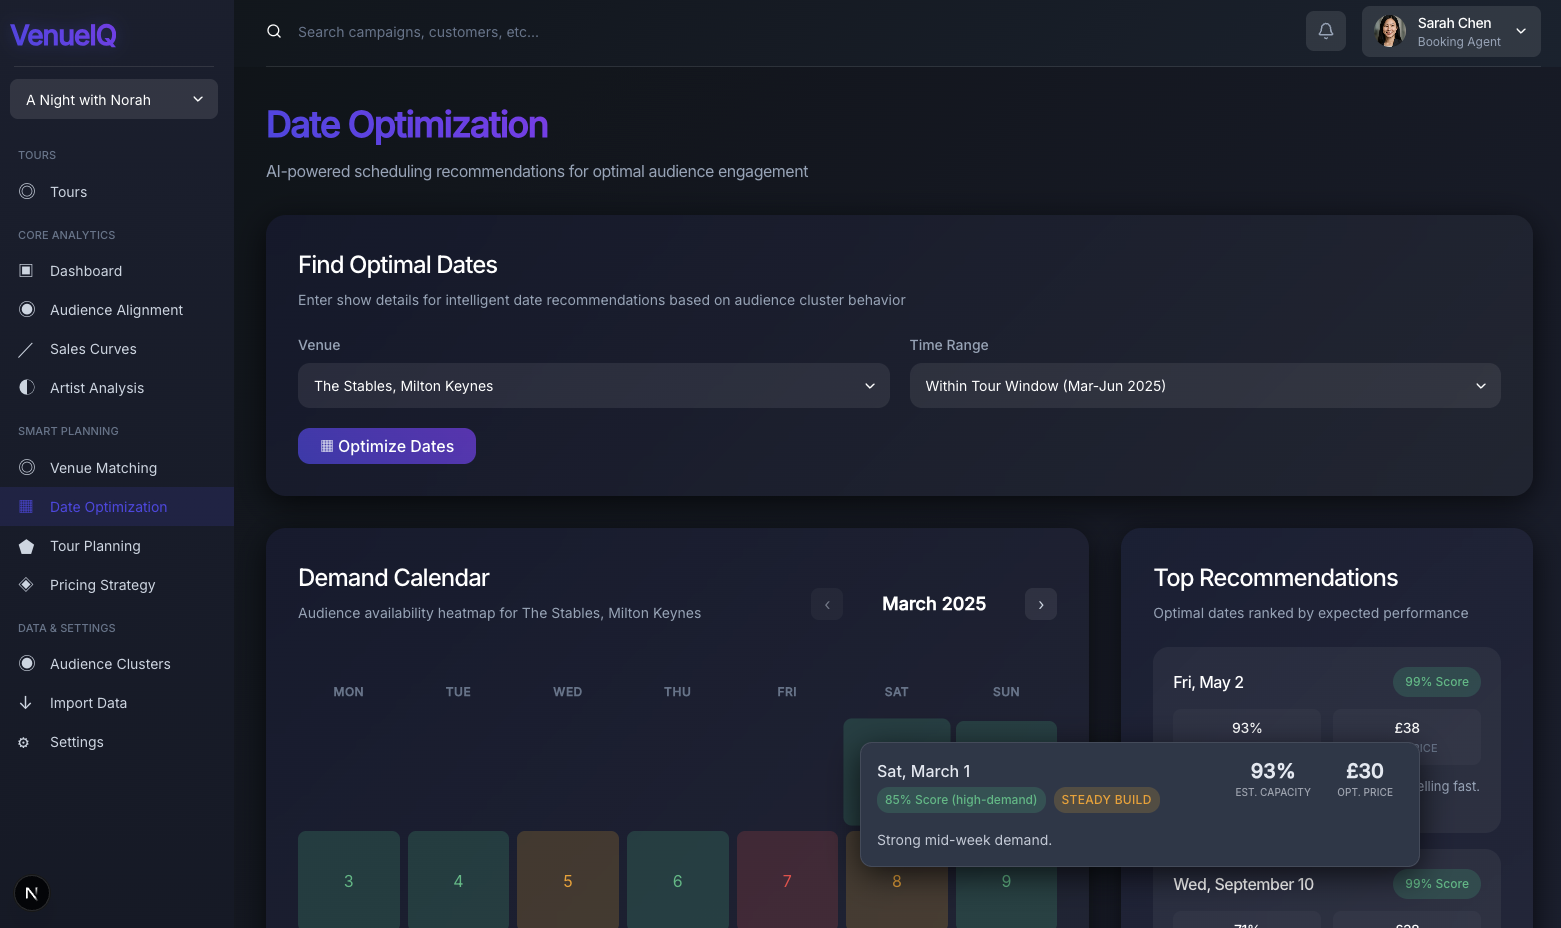 VenueIQ
Search campaigns, customers, etc...
Sarah Chen
Booking Agent
A Night with Norah
TOURS
Tours
CORE ANALYTICS
Dashboard
Audience Alignment
Sales Curves
Artist Analysis
SMART PLANNING
Venue Matching
Date Optimization
Tour Planning
Pricing Strategy
DATA & SETTINGS
Audience Clusters
Import Data
Settings
N
Date Optimization
AI-powered scheduling recommendations for optimal audience engagement
Find Optimal Dates
Enter show details for intelligent date recommendations based on audience cluster behavior
Venue
Time Range
The Stables, Milton Keynes
Within Tour Window (Mar-Jun 2025)
Optimize Dates
Demand Calendar
Audience availability heatmap for The Stables, Milton Keynes
‹ March 2025 ›
MON TUE WED THU FRI SAT SUN
3 4 5 6 7 8 9
Sat, March 1
85% Score (high-demand) STEADY BUILD
93%
EST. CAPACITY
£30
OPT. PRICE
Strong mid-week demand.
Top Recommendations
Optimal dates ranked by expected performance
Fri, May 2
99% Score
93%
£38
elling fast.
Wed, September 10
99% Score